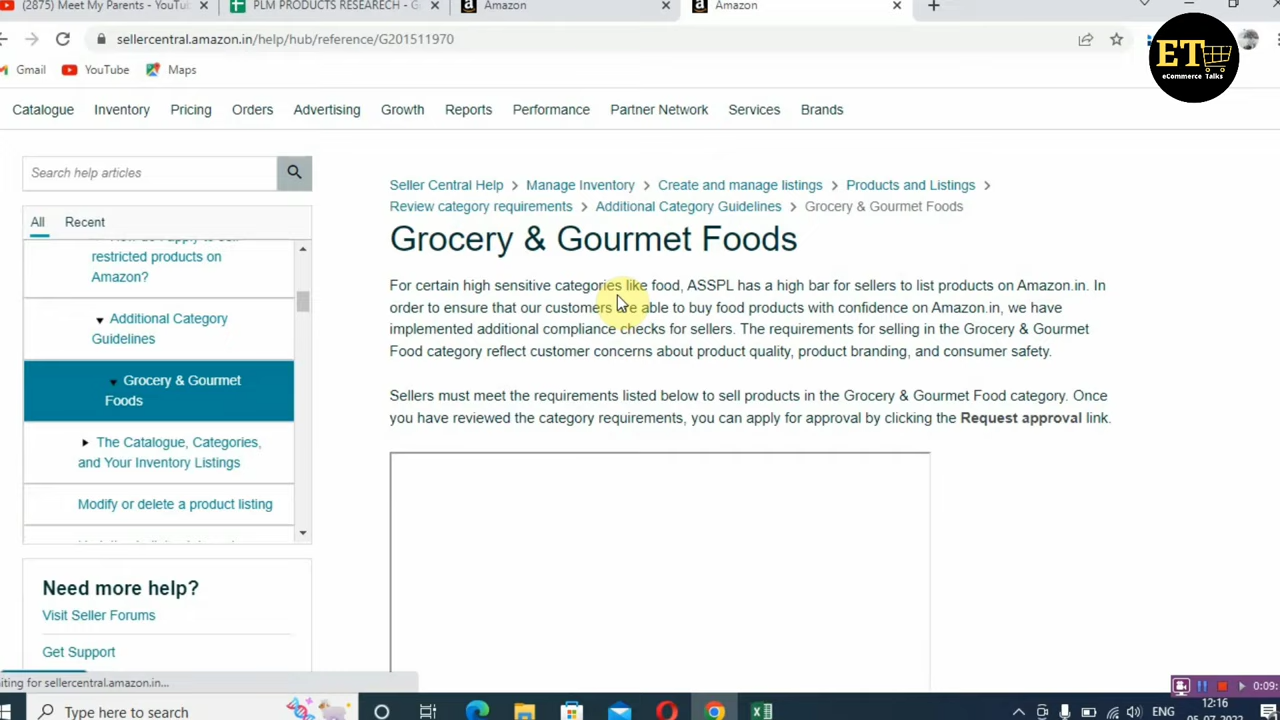 (2875) Meet My Parents - YouTu
PLM PRODUCTS RESEARECH - G
Amazon
Amazon
sellercentral.amazon.in/help/hub/reference/G201511970
Gmail
YouTube
Maps
ET
eCommerce Talks
Catalogue
Inventory
Pricing
Orders
Advertising
Growth
Reports
Performance
Partner Network
Services
Brands
Search help articles
All
Recent
restricted products on
Amazon?
Additional Category
Guidelines
Grocery & Gourmet
Foods
The Catalogue, Categories,
and Your Inventory Listings
Modify or delete a product listing
Need more help?
Visit Seller Forums
Get Support
Seller Central Help > Manage Inventory > Create and manage listings > Products and Listings >
Review category requirements > Additional Category Guidelines > Grocery & Gourmet Foods
Grocery & Gourmet Foods
For certain high sensitive categories like food, ASSPL has a high bar for sellers to list products on Amazon.in. In
order to ensure that our customers are able to buy food products with confidence on Amazon.in, we have
implemented additional compliance checks for sellers. The requirements for selling in the Grocery & Gourmet
Food category reflect customer concerns about product quality, product branding, and consumer safety.
Sellers must meet the requirements listed below to sell products in the Grocery & Gourmet Food category. Once
you have reviewed the category requirements, you can apply for approval by clicking the Request approval link.
iting for sellercentral.amazon.in...
0:09:
Type here to search
ENG
12:16
05-07-2022